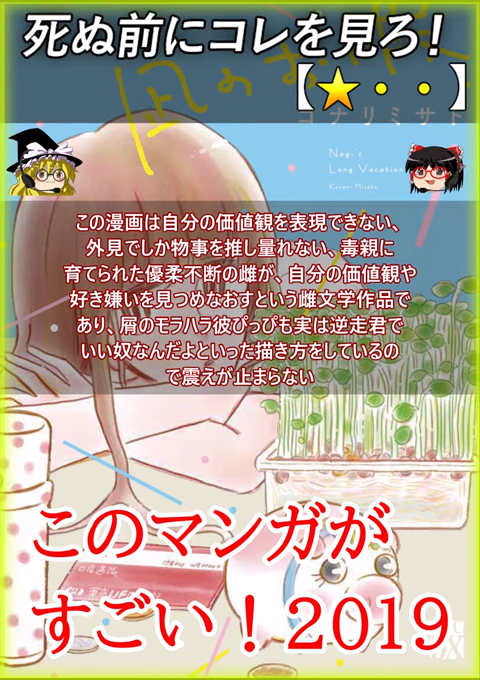 死ぬ前にコレを見ろ！
【★・・】
凪のお暇
コナリミサト
Nagi's
Long Vacation
Konari Misato
この漫画は自分の価値観を表現できない、
外見でしか物事を推し量れない、毒親に
育てられた優柔不断の雌が、自分の価値観や
好き嫌いを見つめなおすという雌文学作品で
あり、屑のモラハラ彼ぴっぴも実は逆走君で
いい奴なんだよといった描き方をしているの
で震えが止まらない
このマンガが
すごい！2019